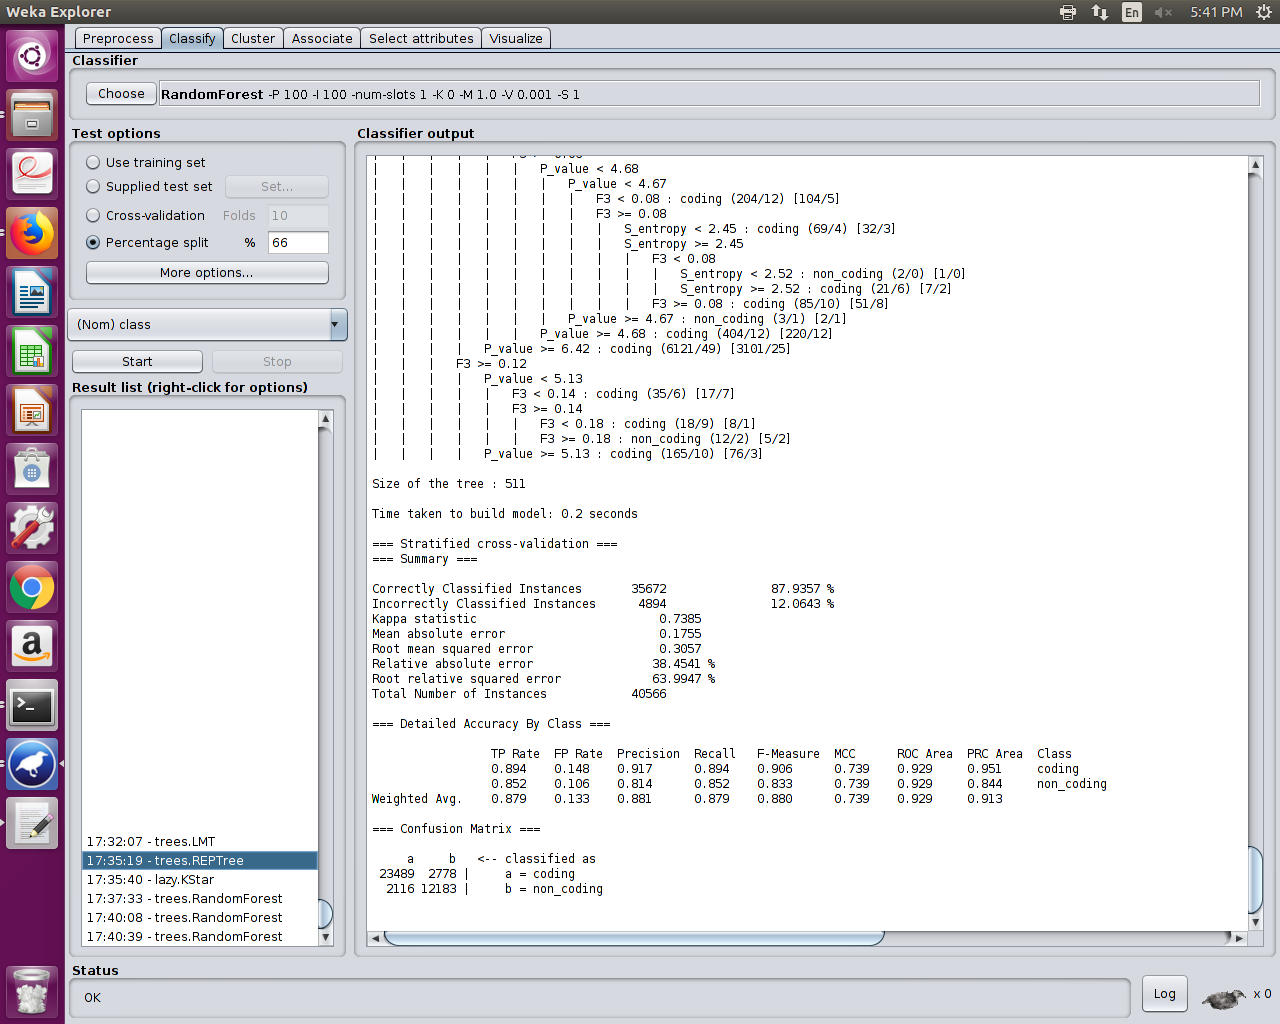 Weka Explorer
En
5:41 PM
Preprocess Classify Cluster Associate Select attributes Visualize
Classifier
Choose RandomForest -P 100 -I 100 -num-slots 1 -K 0 -M 1.0 -V 0.001 -S 1
Test options
Use training set
Supplied test set Set...
Cross-validation Folds 10
Percentage split % 66
More options...
(Nom) class
Start Stop
Result list (right-click for options)
17:32:07 - trees.LMT
17:35:19 - trees.REPTree
17:35:40 - lazy.KStar
17:37:33 - trees.RandomForest
17:40:08 - trees.RandomForest
17:40:39 - trees.RandomForest
Classifier output
| | | | | | P_value < 4.68
| | | | | | | P_value < 4.67
| | | | | | | | F3 < 0.08 : coding (204/12) [104/5]
| | | | | | | | F3 >= 0.08
| | | | | | | | | S_entropy < 2.45 : coding (69/4) [32/3]
| | | | | | | | | S_entropy >= 2.45
| | | | | | | | | | F3 < 0.08
| | | | | | | | | | | S_entropy < 2.52 : non_coding (2/0) [1/0]
| | | | | | | | | | | S_entropy >= 2.52 : coding (21/6) [7/2]
| | | | | | | | | | F3 >= 0.08 : coding (85/10) [51/8]
| | | | | | | P_value >= 4.67 : non_coding (3/1) [2/1]
| | | | | | P_value >= 4.68 : coding (404/12) [220/12]
| | | | P_value >= 6.42 : coding (6121/49) [3101/25]
| | | F3 >= 0.12
| | | | P_value < 5.13
| | | | | F3 < 0.14 : coding (35/6) [17/7]
| | | | | F3 >= 0.14
| | | | | | F3 < 0.18 : coding (18/9) [8/1]
| | | | | | F3 >= 0.18 : non_coding (12/2) [5/2]
| | | | P_value >= 5.13 : coding (165/10) [76/3]
Size of the tree : 511
Time taken to build model: 0.2 seconds
=== Stratified cross-validation ===
=== Summary ===
Correctly Classified Instances 35672 87.9357 %
Incorrectly Classified Instances 4894 12.0643 %
Kappa statistic 0.7385
Mean absolute error 0.1755
Root mean squared error 0.3057
Relative absolute error 38.4541 %
Root relative squared error 63.9947 %
Total Number of Instances 40566
=== Detailed Accuracy By Class ===
TP Rate FP Rate Precision Recall F-Measure MCC ROC Area PRC Area Class
0.894 0.148 0.917 0.894 0.906 0.739 0.929 0.951 coding
0.852 0.106 0.814 0.852 0.833 0.739 0.929 0.844 non_coding
Weighted Avg. 0.879 0.133 0.881 0.879 0.880 0.739 0.929 0.913
=== Confusion Matrix ===
a b <-- classified as
23489 2778 | a = coding
2116 12183 | b = non_coding
Status
OK
Log
x 0